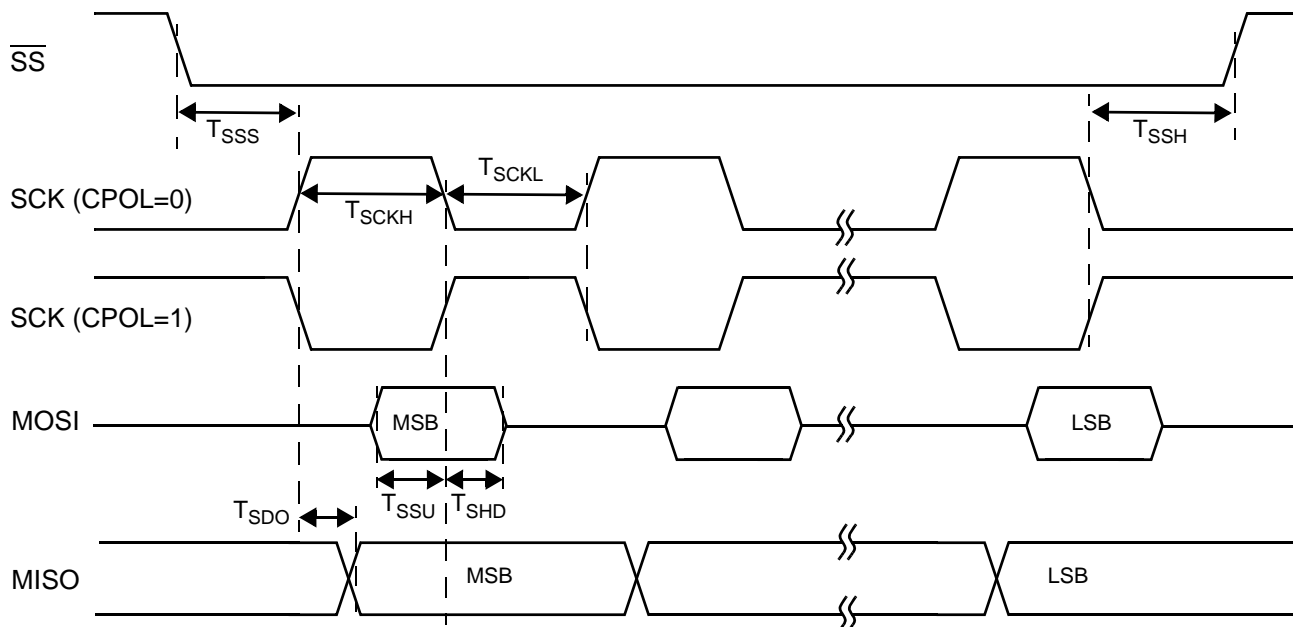 SS
TSSS
TSSH
SCK (CPOL=0)
TSCKH
TSCKL
SCK (CPOL=1)
MOSI
MSB
LSB
TSSU
TSHD
TSDO
MISO
MSB
LSB